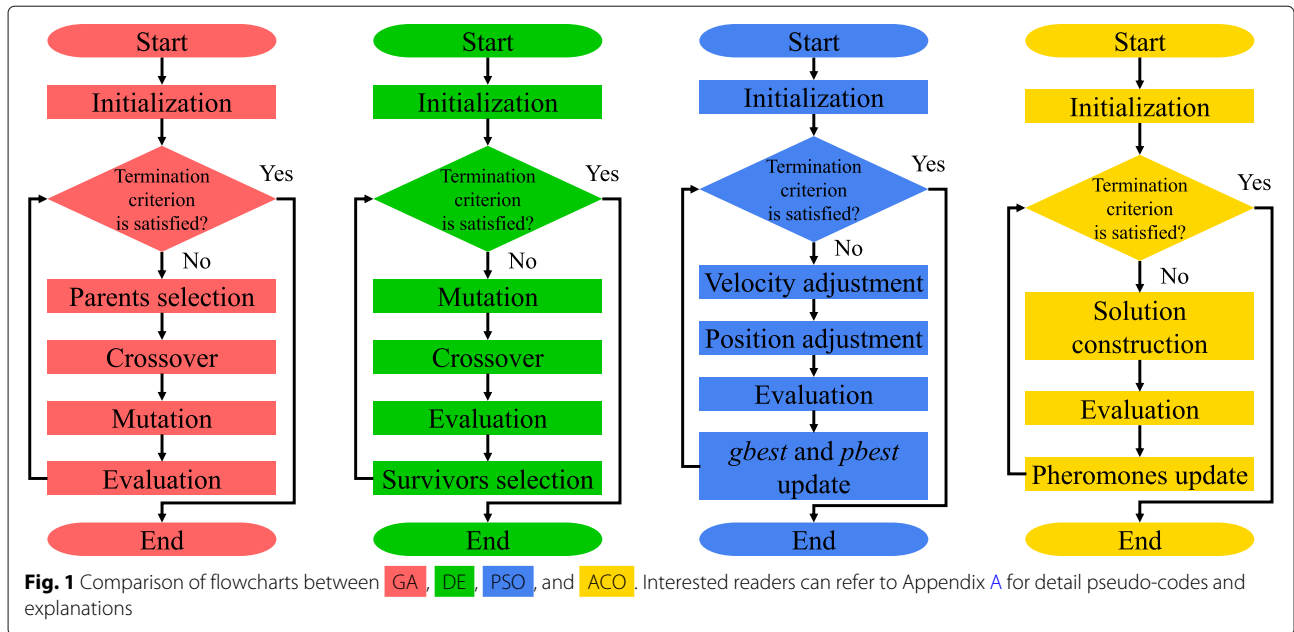 Start
Initialization
Termination
criterion
is satisfied?
Yes
No
Parents selection
Crossover
Mutation
Evaluation
End
Start
Initialization
Termination
criterion
is satisfied?
Yes
No
Mutation
Crossover
Evaluation
Survivors selection
End
Start
Initialization
Termination
criterion
is satisfied?
Yes
No
Velocity adjustment
Position adjustment
Evaluation
gbest and pbest
update
End
Start
Initialization
Termination
criterion
is satisfied?
Yes
No
Solution
construction
Evaluation
Pheromones update
End
Fig. 1 Comparison of flowcharts between GA, DE, PSO, and ACO. Interested readers can refer to Appendix A for detail pseudo-codes and
explanations